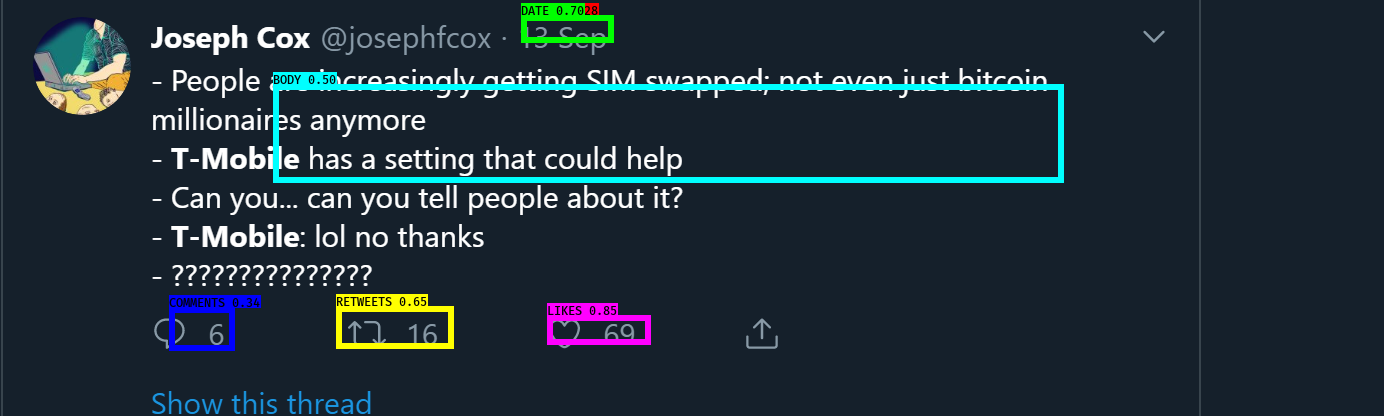 DATE 0.7028
Joseph Cox @josephfcox · 13 Sep
BODY 0.50
- People are increasingly getting SIM swapped; not even just bitcoin
millionaires anymore
- T-Mobile has a setting that could help
- Can you... can you tell people about it?
- T-Mobile: lol no thanks
- ???????????????
COMMENTS 0.34 RETWEETS 0.65 LIKES 0.85
6 16 69
Show this thread